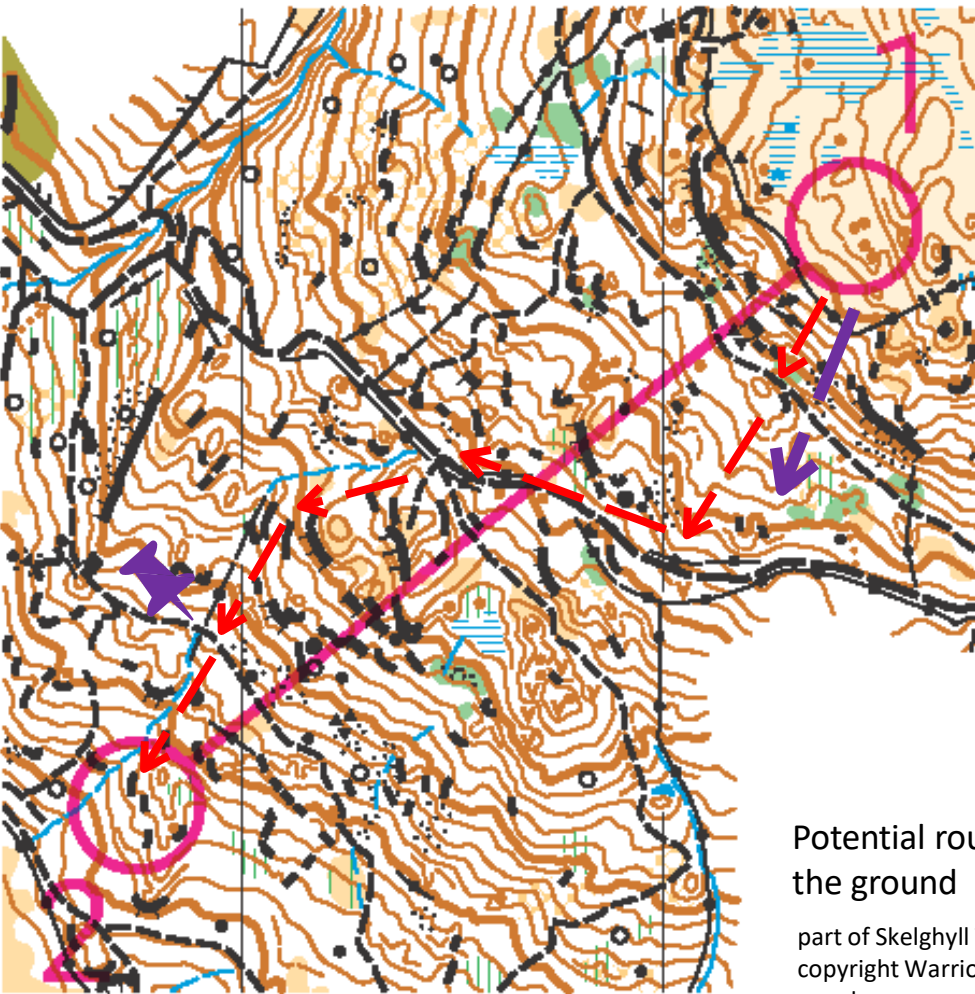 1
2
Potential rou
the ground
part of Skelghyll
copyright Warric